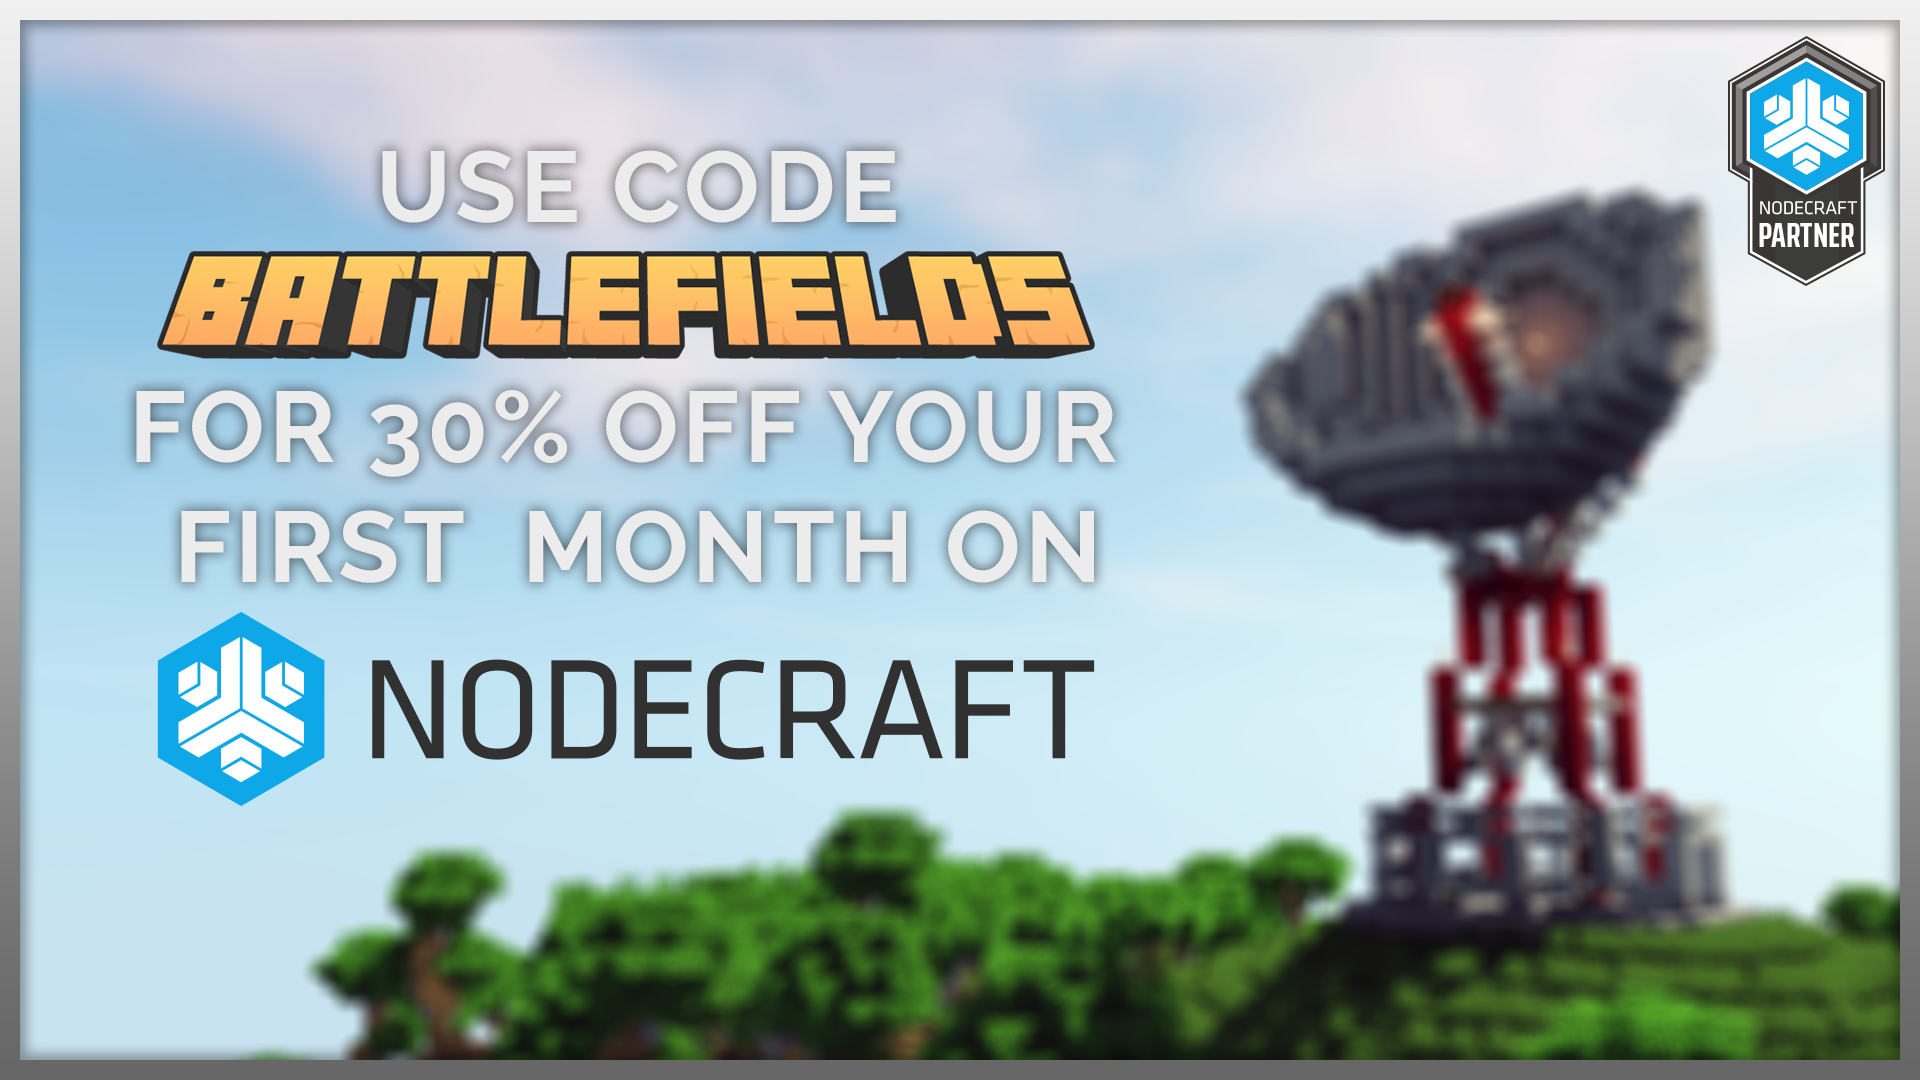 USE CODE
BATTLEFIELDS
FOR 30% OFF YOUR
FIRST MONTH ON
NODECRAFT
NODECRAFT
PARTNER